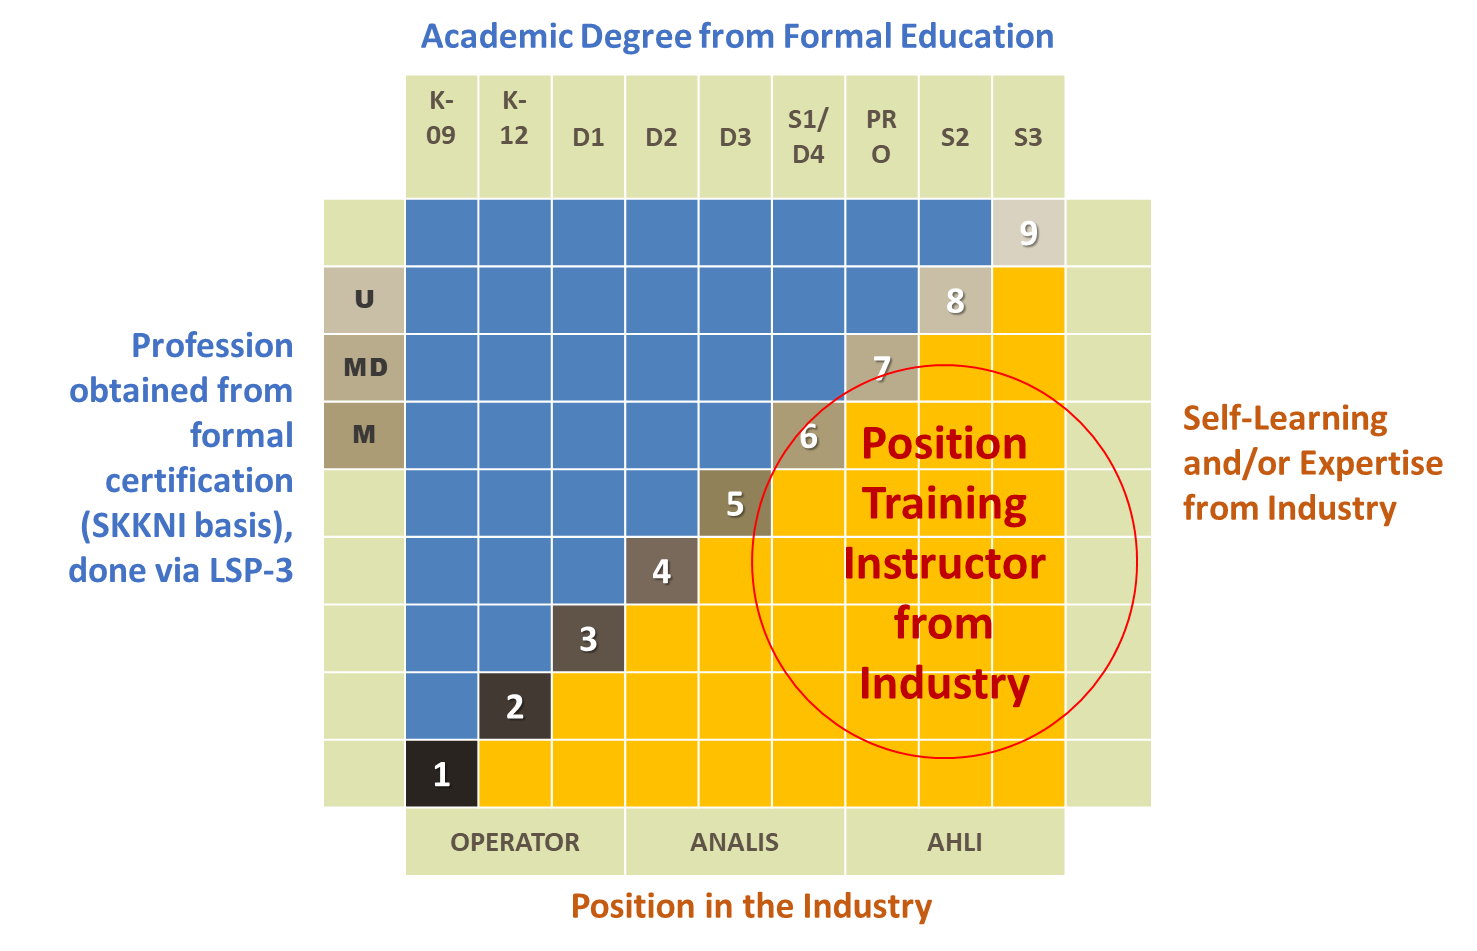 Academic Degree from Formal Education
K-
09
K-
12
D1
D2
D3
S1/
D4
PR
O
S2
S3
9
U
8
MD
7
M
6
5
4
3
2
1
Profession
obtained from
formal
certification
(SKKNI basis),
done via LSP-3
Position
Training
Instructor
from
Industry
Self-Learning
and/or Expertise
from Industry
OPERATOR
ANALIS
AHLI
Position in the Industry